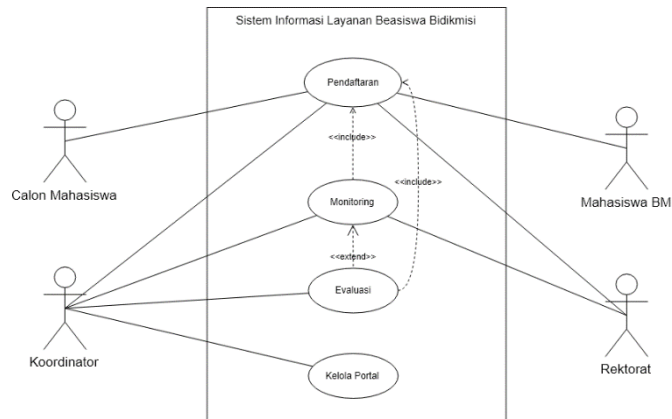 Sistem Informasi Layanan Beasiswa Bidikmisi
Pendaftaran
<<include>>
Calon Mahasiswa
Mahasiswa BM
<<include>>
Monitoring
<<extend>>
Evaluasi
Koordinator
Rektorat
Kelola Portal